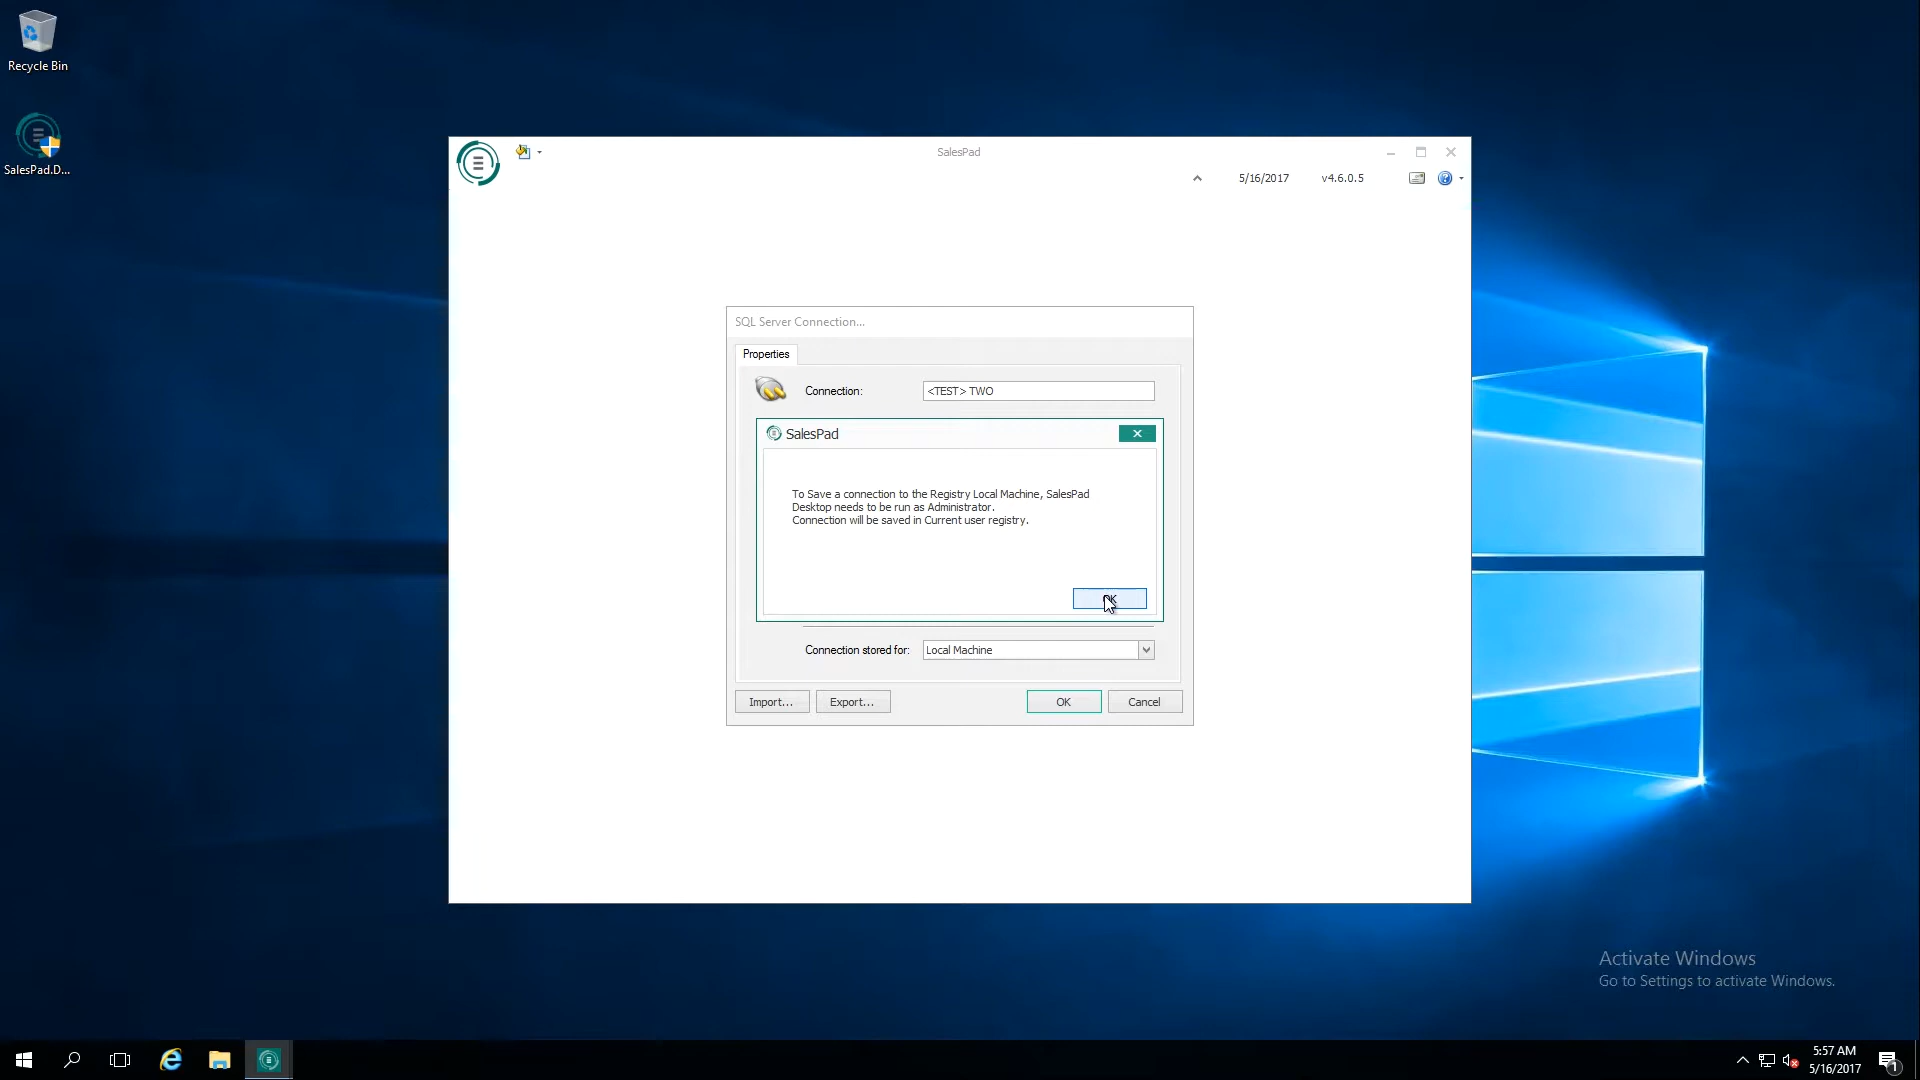 Recycle Bin
SalesPad.D...
SalesPad
5/16/2017
v4.6.0.5
SQL Server Connection...
Properties
Connection:
<TEST> TWO
SalesPad
To Save a connection to the Registry Local Machine, SalesPad
Desktop needs to be run as Administrator.
Connection will be saved in Current user registry.
OK
Connection stored for:
Local Machine
Import...
Export...
OK
Cancel
Activate Windows
Go to Settings to activate Windows.
5:57 AM
5/16/2017
1